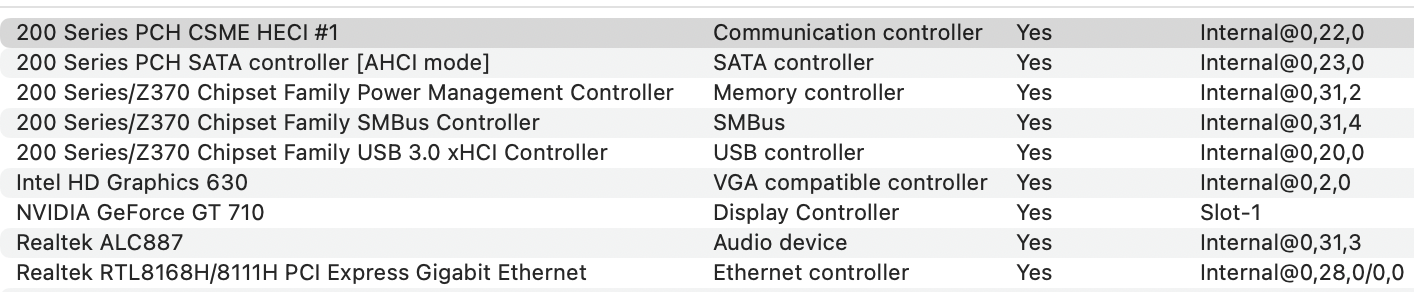 200 Series PCH CSME HECI #1 Communication controller Yes Internal@0,22,0
200 Series PCH SATA controller [AHCI mode] SATA controller Yes Internal@0,23,0
200 Series/Z370 Chipset Family Power Management Controller Memory controller Yes Internal@0,31,2
200 Series/Z370 Chipset Family SMBus Controller SMBus Yes Internal@0,31,4
200 Series/Z370 Chipset Family USB 3.0 xHCI Controller USB controller Yes Internal@0,20,0
Intel HD Graphics 630 VGA compatible controller Yes Internal@0,2,0
NVIDIA GeForce GT 710 Display Controller Yes Slot-1
Realtek ALC887 Audio device Yes Internal@0,31,3
Realtek RTL8168H/8111H PCI Express Gigabit Ethernet Ethernet controller Yes Internal@0,28,0/0,0